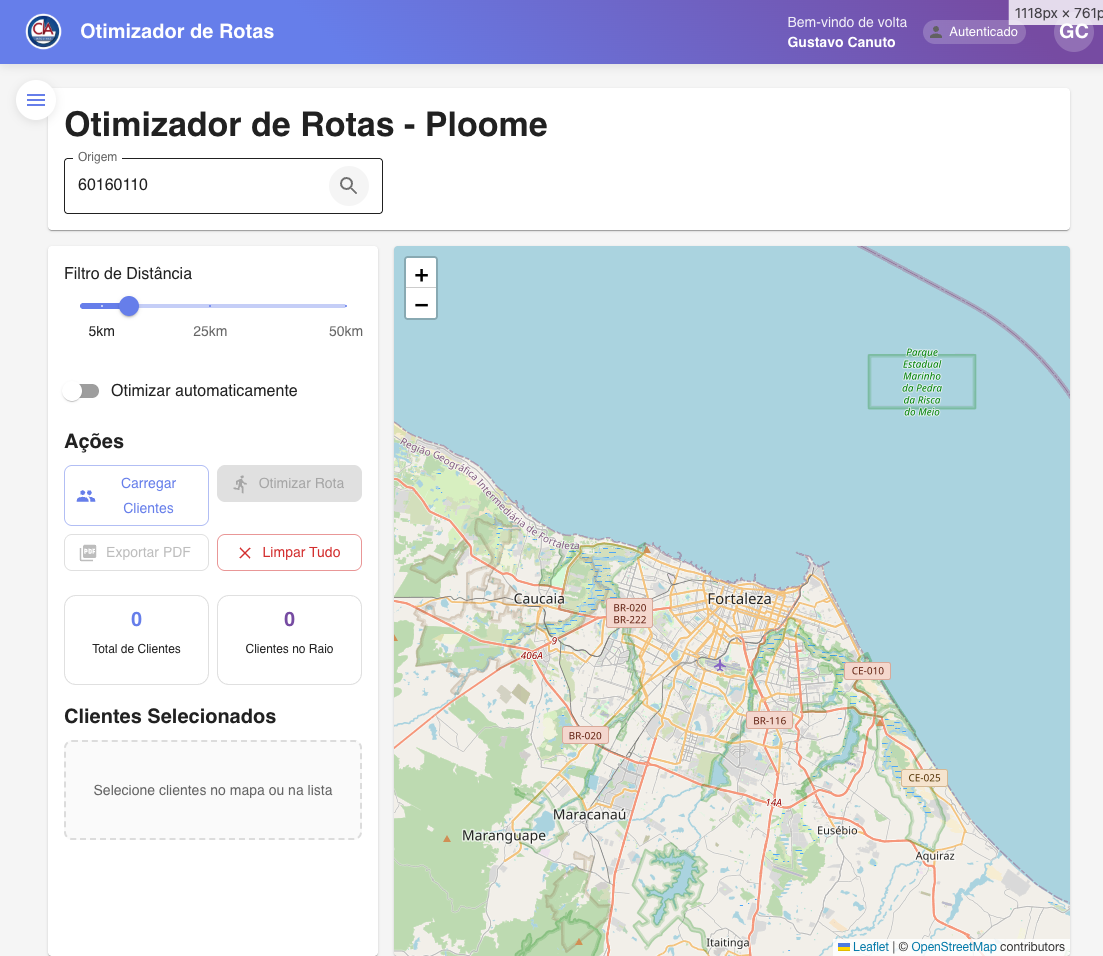 CA
Otimizador de Rotas
Bem-vindo de volta
Gustavo Canuto
Autenticado
1118px × 761p
GC
Otimizador de Rotas - Ploome
Origem
60160110
Filtro de Distância
5km
25km
50km
Otimizar automaticamente
Ações
Carregar
Clientes
Otimizar Rota
PDF
Exportar PDF
Limpar Tudo
0
Total de Clientes
0
Clientes no Raio
Clientes Selecionados
Selecione clientes no mapa ou na lista
+
−
Parque
Estadual
Marinho
da Pedra
da Risca
do Meio
Região Geográfica Intermediária de Fortaleza
Caucaia
BR-020
BR-222
Fortaleza
9
406A
CE-010
BR-116
BR-020
CE-025
14A
Maracanaú
Maranguape
Eusébio
Aquiraz
Itaitinga
Leaflet | © OpenStreetMap contributors